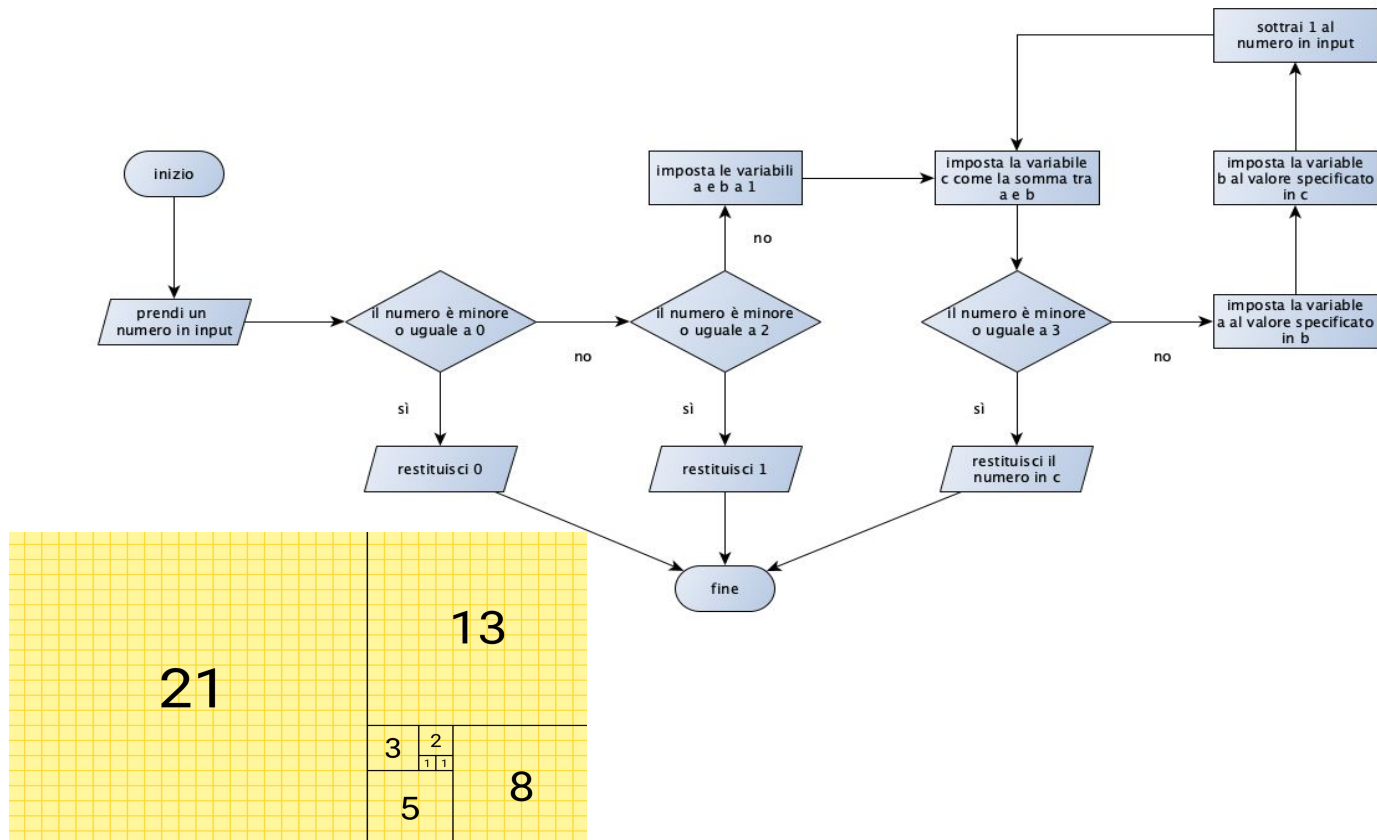 inizio
prendi un
numero in input
il numero è minore
o uguale a 0
no
sì
restituisci 0
il numero è minore
o uguale a 2
no
sì
restituisci 1
imposta le variabili
a e b a 1
imposta la variabile
c come la somma tra
a e b
il numero è minore
o uguale a 3
no
sì
restituisci il
numero in c
imposta la variable
a al valore specificato
in b
imposta la variable
b al valore specificato
in c
sottrai 1 al
numero in input
fine
21
13
3
2
1
1
5
8